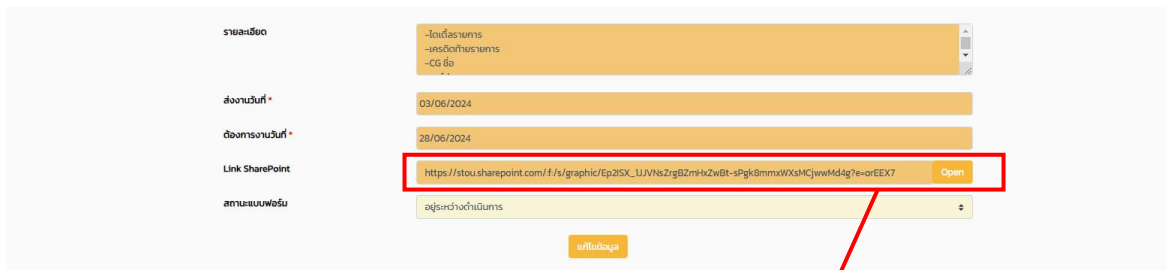 รายละเอียด
-ไตเติ้ลรายการ
-เครดิตท้ายรายการ
-CG ชื่อ
ส่งงานวันที่ *
03/06/2024
ต้องการงานวันที่ *
28/06/2024
Link SharePoint
https://stou.sharepoint.com/:f:/s/graphic/Ep2ISX_1JJVNsZrgBZmHxZwBt-sPgk8mmxWXsMCjwwMd4g?e=orEEX7
Open
สถานะแบบฟอร์ม
อยู่ระหว่างดำเนินการ
แก้ไขข้อมูล